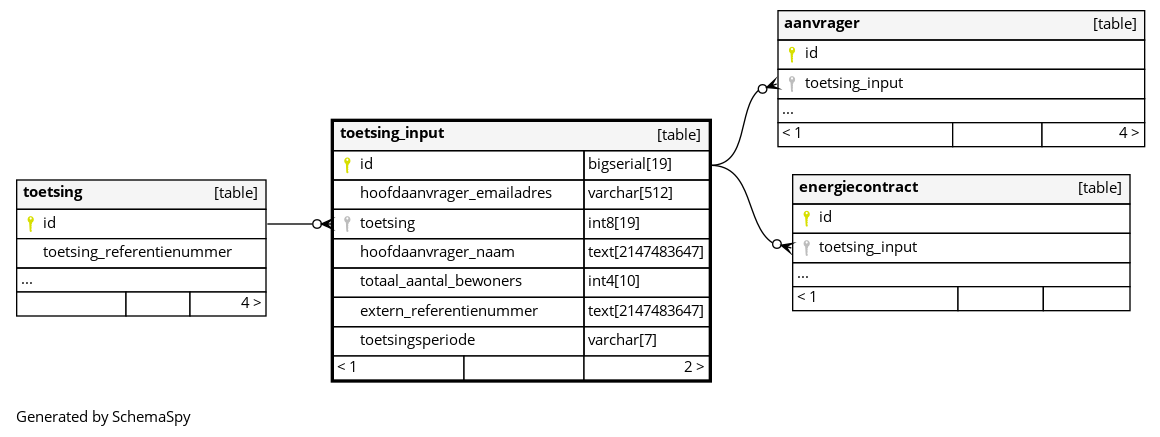 toetsing [table]
id
toetsing_referentienummer
...
4 >
toetsing_input [table]
id bigserial[19]
hoofdaanvrager_emailadres varchar[512]
toetsing int8[19]
hoofdaanvrager_naam text[2147483647]
totaal_aantal_bewoners int4[10]
extern_referentienummer text[2147483647]
toetsingsperiode varchar[7]
< 1 2 >
aanvrager [table]
id
toetsing_input
...
< 1 4 >
energiecontract [table]
id
toetsing_input
...
< 1
Generated by SchemaSpy